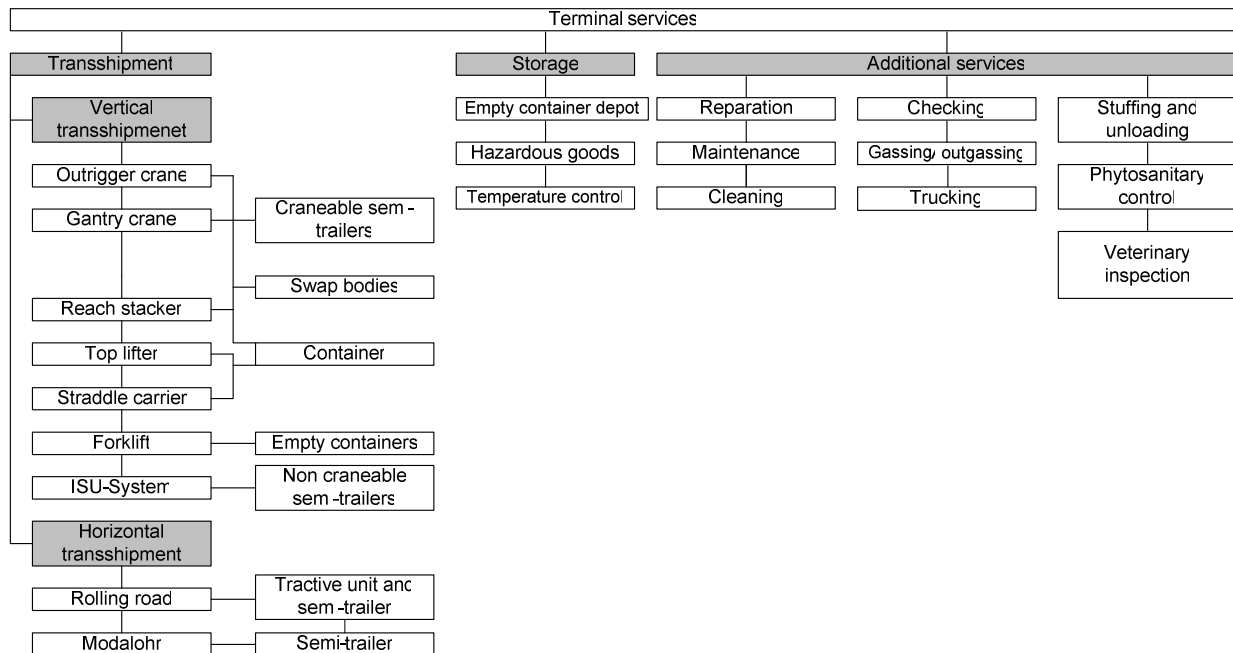 Terminal services
Transshipment
Storage
Additional services
Vertical
transshipmenet
Empty container depot
Reparation
Checking
Stuffing and
unloading
Hazardous goods
Maintenance
Gassing/ outgassing
Outrigger crane
Phytosanitary
control
Temperature control
Cleaning
Trucking
Gantry crane
Craneable sem -
trailers
Veterinary
inspection
Swap bodies
Reach stacker
Top lifter
Container
Straddle carrier
Forklift
Empty containers
ISU-System
Non craneable
sem -trailers
Horizontal
transshipment
Rolling road
Tractive unit and
sem -trailer
Modalohr
Semi-trailer